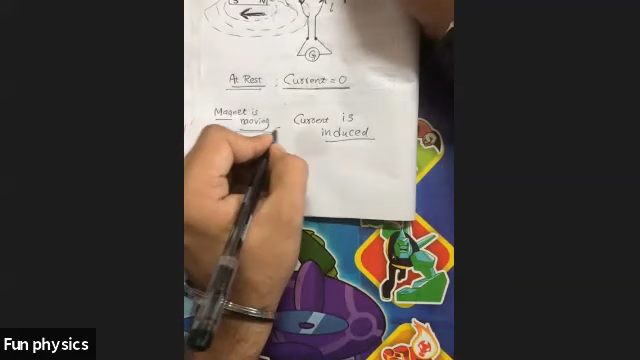 S N
i
G
At Rest : Current = 0
Magnet is
moving
Current is
induced
Fun physics